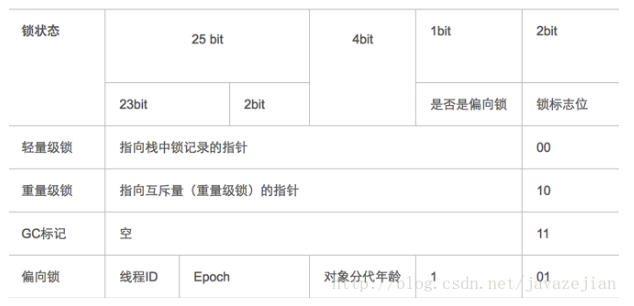 锁状态 25 bit 4bit 1bit 2bit
23bit 2bit 是否是偏向锁 锁标志位
轻量级锁 指向栈中锁记录的指针 00
重量级锁 指向互斥量（重量级锁）的指针 10
GC标记 空 11
偏向锁 线程ID Epoch 对象分代年龄 1 01
http://blog.csdn.net/javazejian